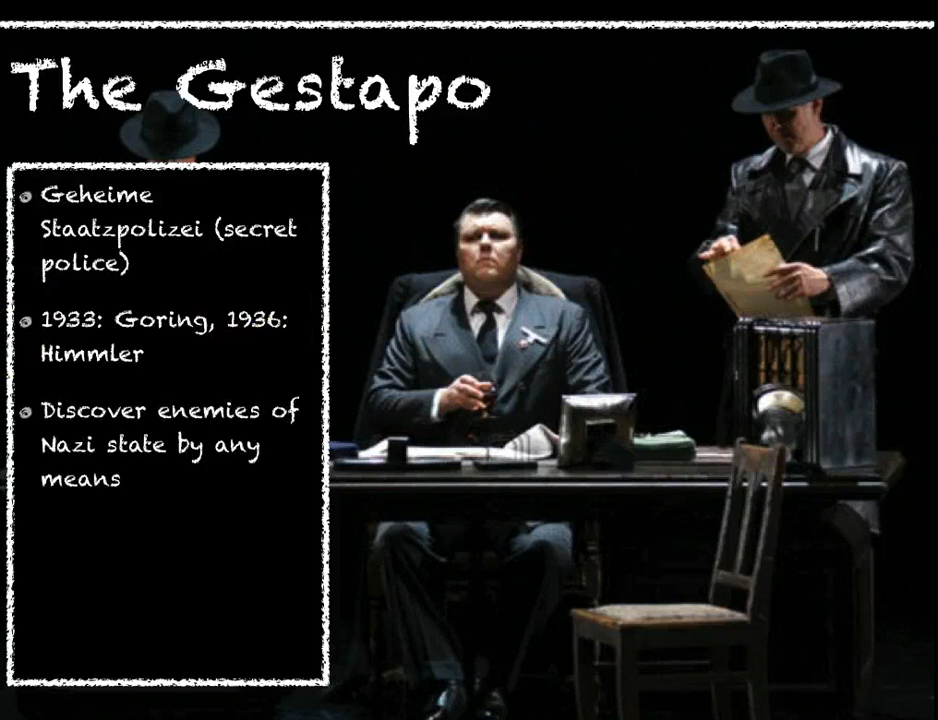 The Gestapo
Geheime
Staatzpolizei (secret
police)
1933: Goring, 1936:
Himmler
Discover enemies of
Nazi state by any
means